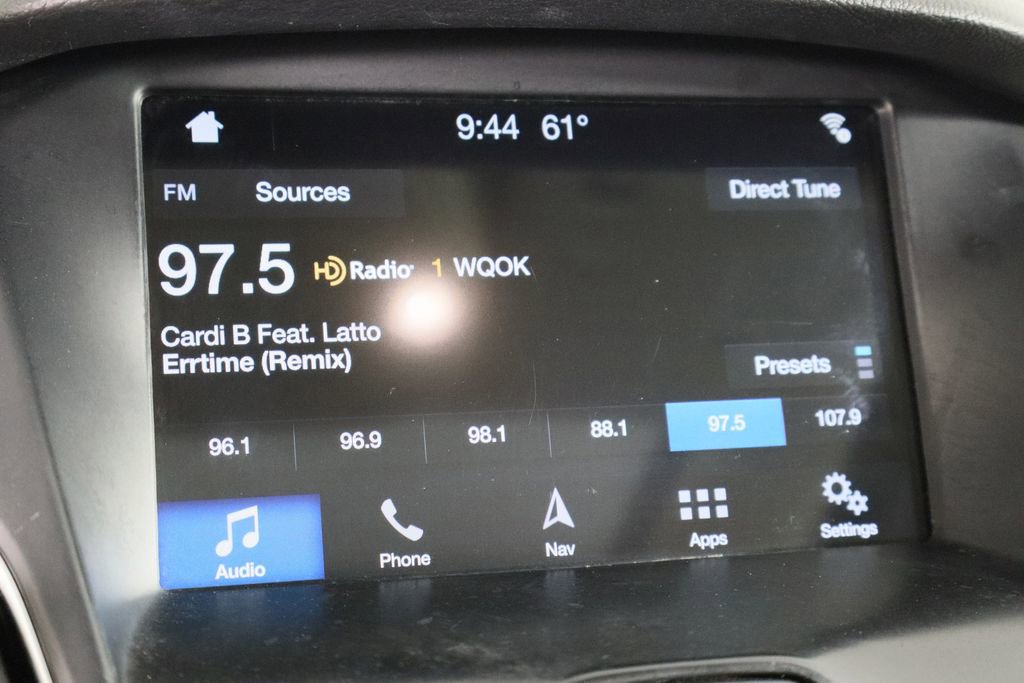 9:44 61°
FM Sources Direct Tune
97.5 HD Radio 1 WQOK
Cardi B Feat. Latto
Errtime (Remix)
Presets
96.1 96.9 98.1 88.1 97.5 107.9
Audio Phone Nav Apps Settings